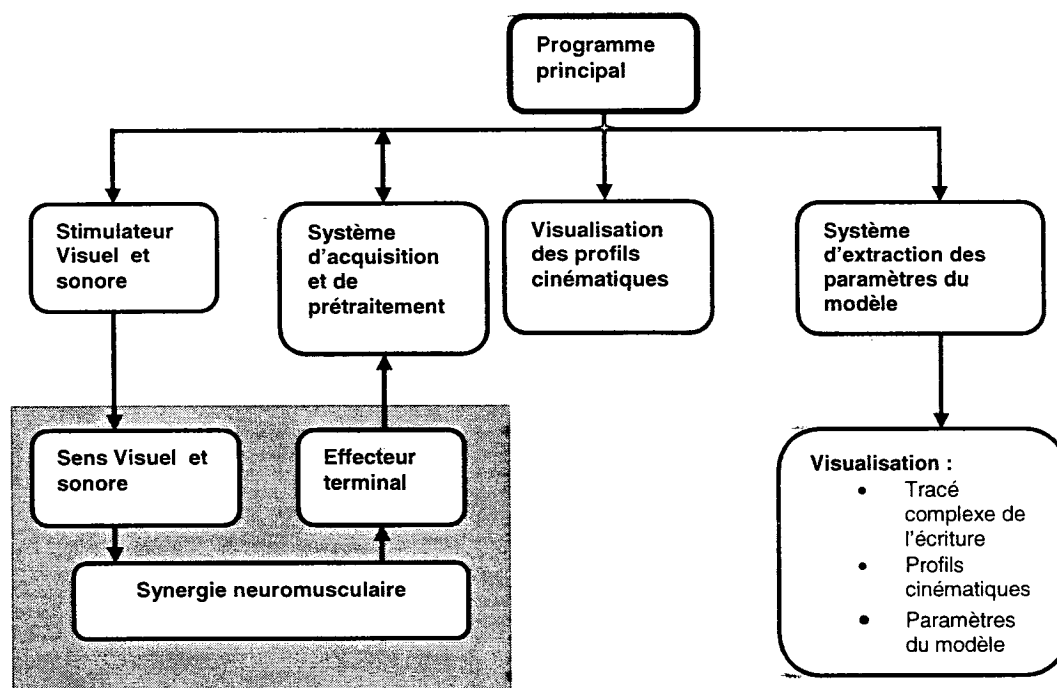 Programme
principal
Stimulateur
Visuel et
sonore
Système
d'acquisition
et de
prétraitement
Visualisation
des profils
cinématiques
Système
d'extraction des
paramètres du
modèle
Sens Visuel et
sonore
Effecteur
terminal
Synergie neuromusculaire
Visualisation :
• Tracé
complexe de
l'écriture
• Profils
cinématiques
• Paramètres
du modèle